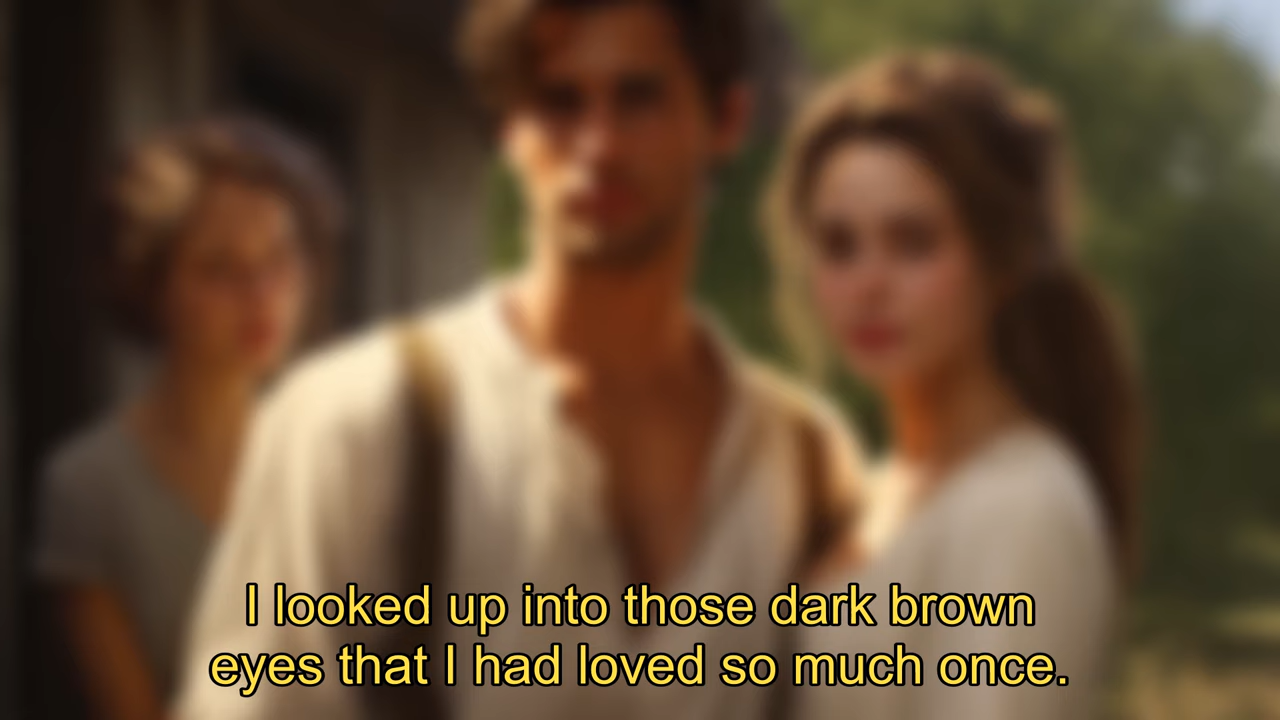 I looked up into those dark brown
eyes that I had loved so much once.